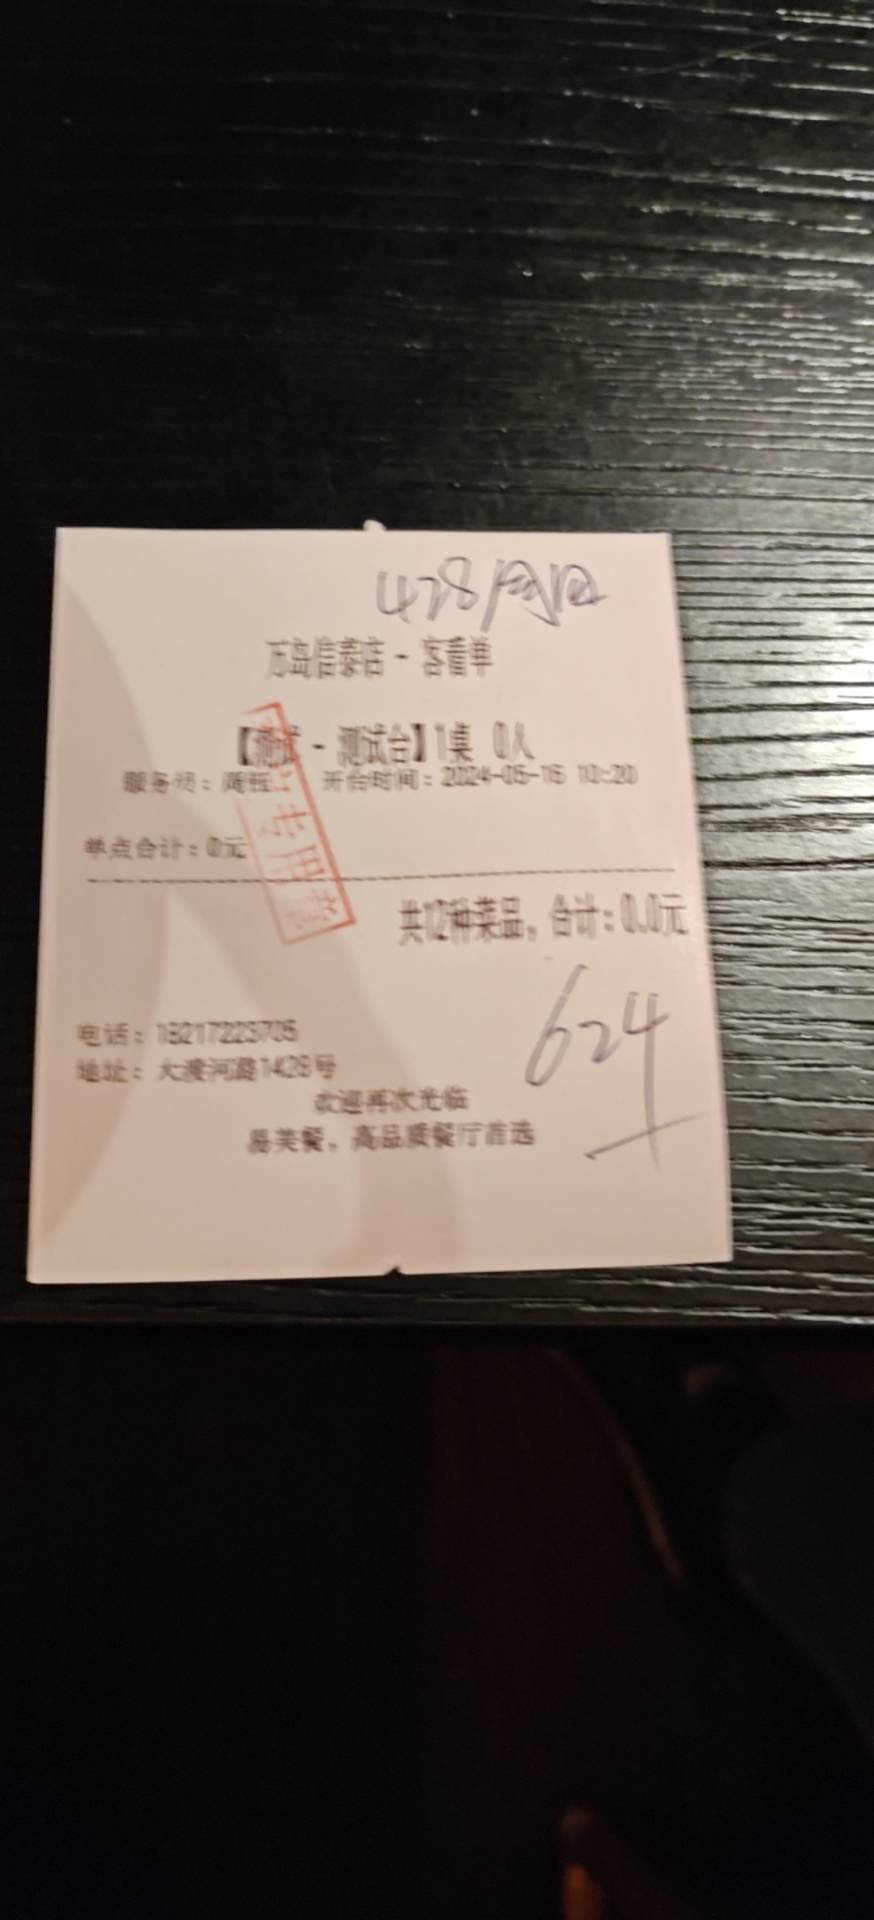 428
万岛信泰店 - 客看单
【测试 - 测试台】1桌 0人
服务员： 开台时间：2024-05-16 10:20
单点合计：0元
专用章
共12种菜品，合计：0.0元
624
电话：18217223705
地址：大渡河路1428号
欢迎再次光临
易美餐，高品质餐厅首选